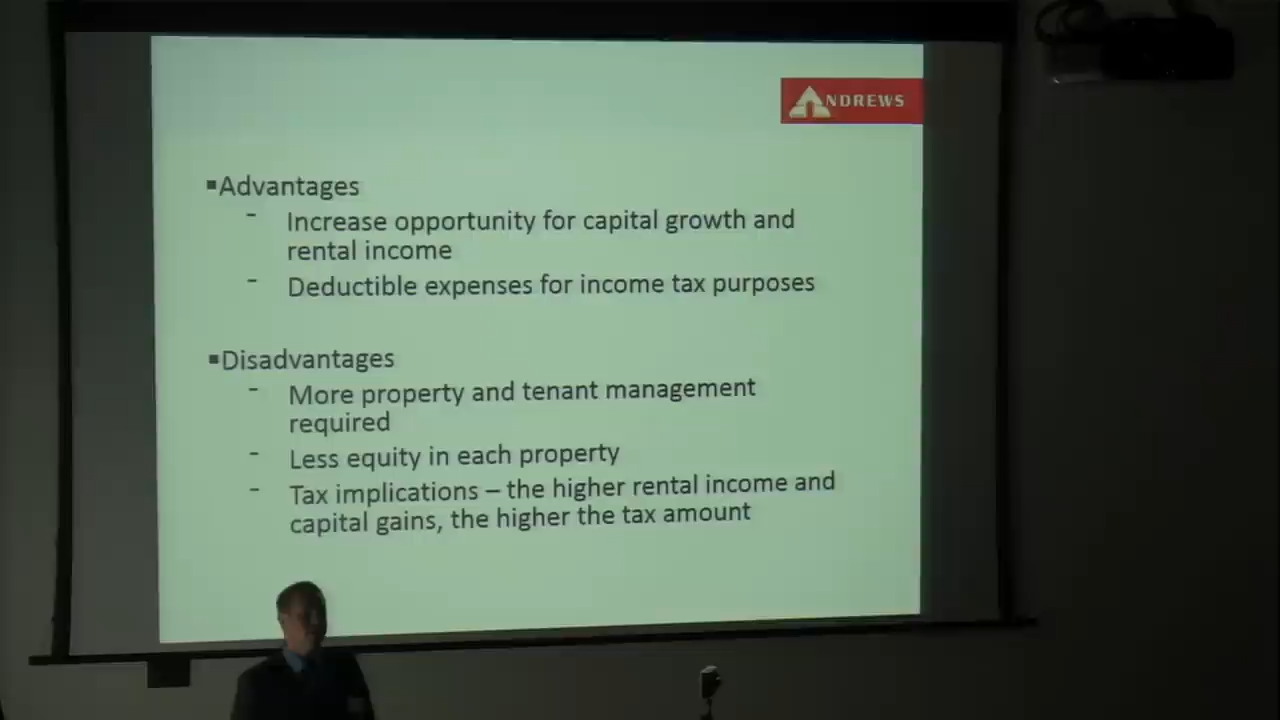 ANDREWS
▪Advantages
- Increase opportunity for capital growth and
rental income
- Deductible expenses for income tax purposes
▪Disadvantages
- More property and tenant management
required
- Less equity in each property
- Tax implications – the higher rental income and
capital gains, the higher the tax amount